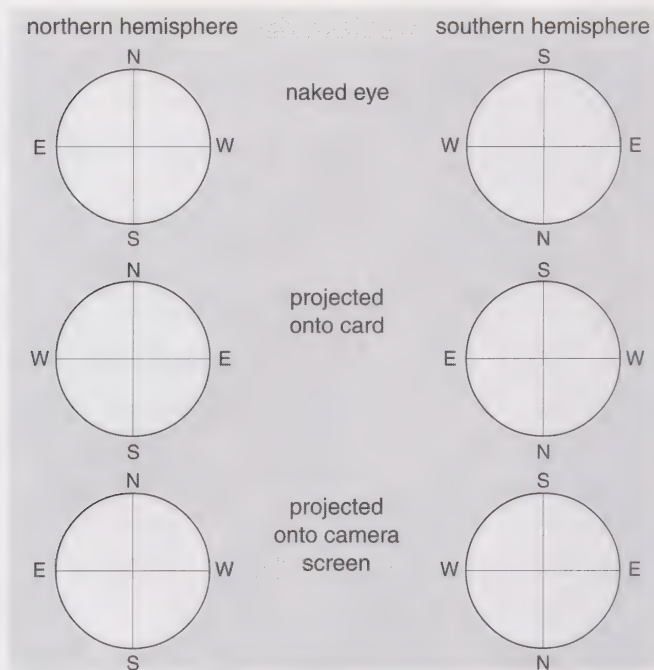 northern hemisphere southern hemisphere
N S
naked eye
E W W E
S N
N S
projected
onto card
W E E W
S N
N S
projected
onto camera
screen
E W W E
S N